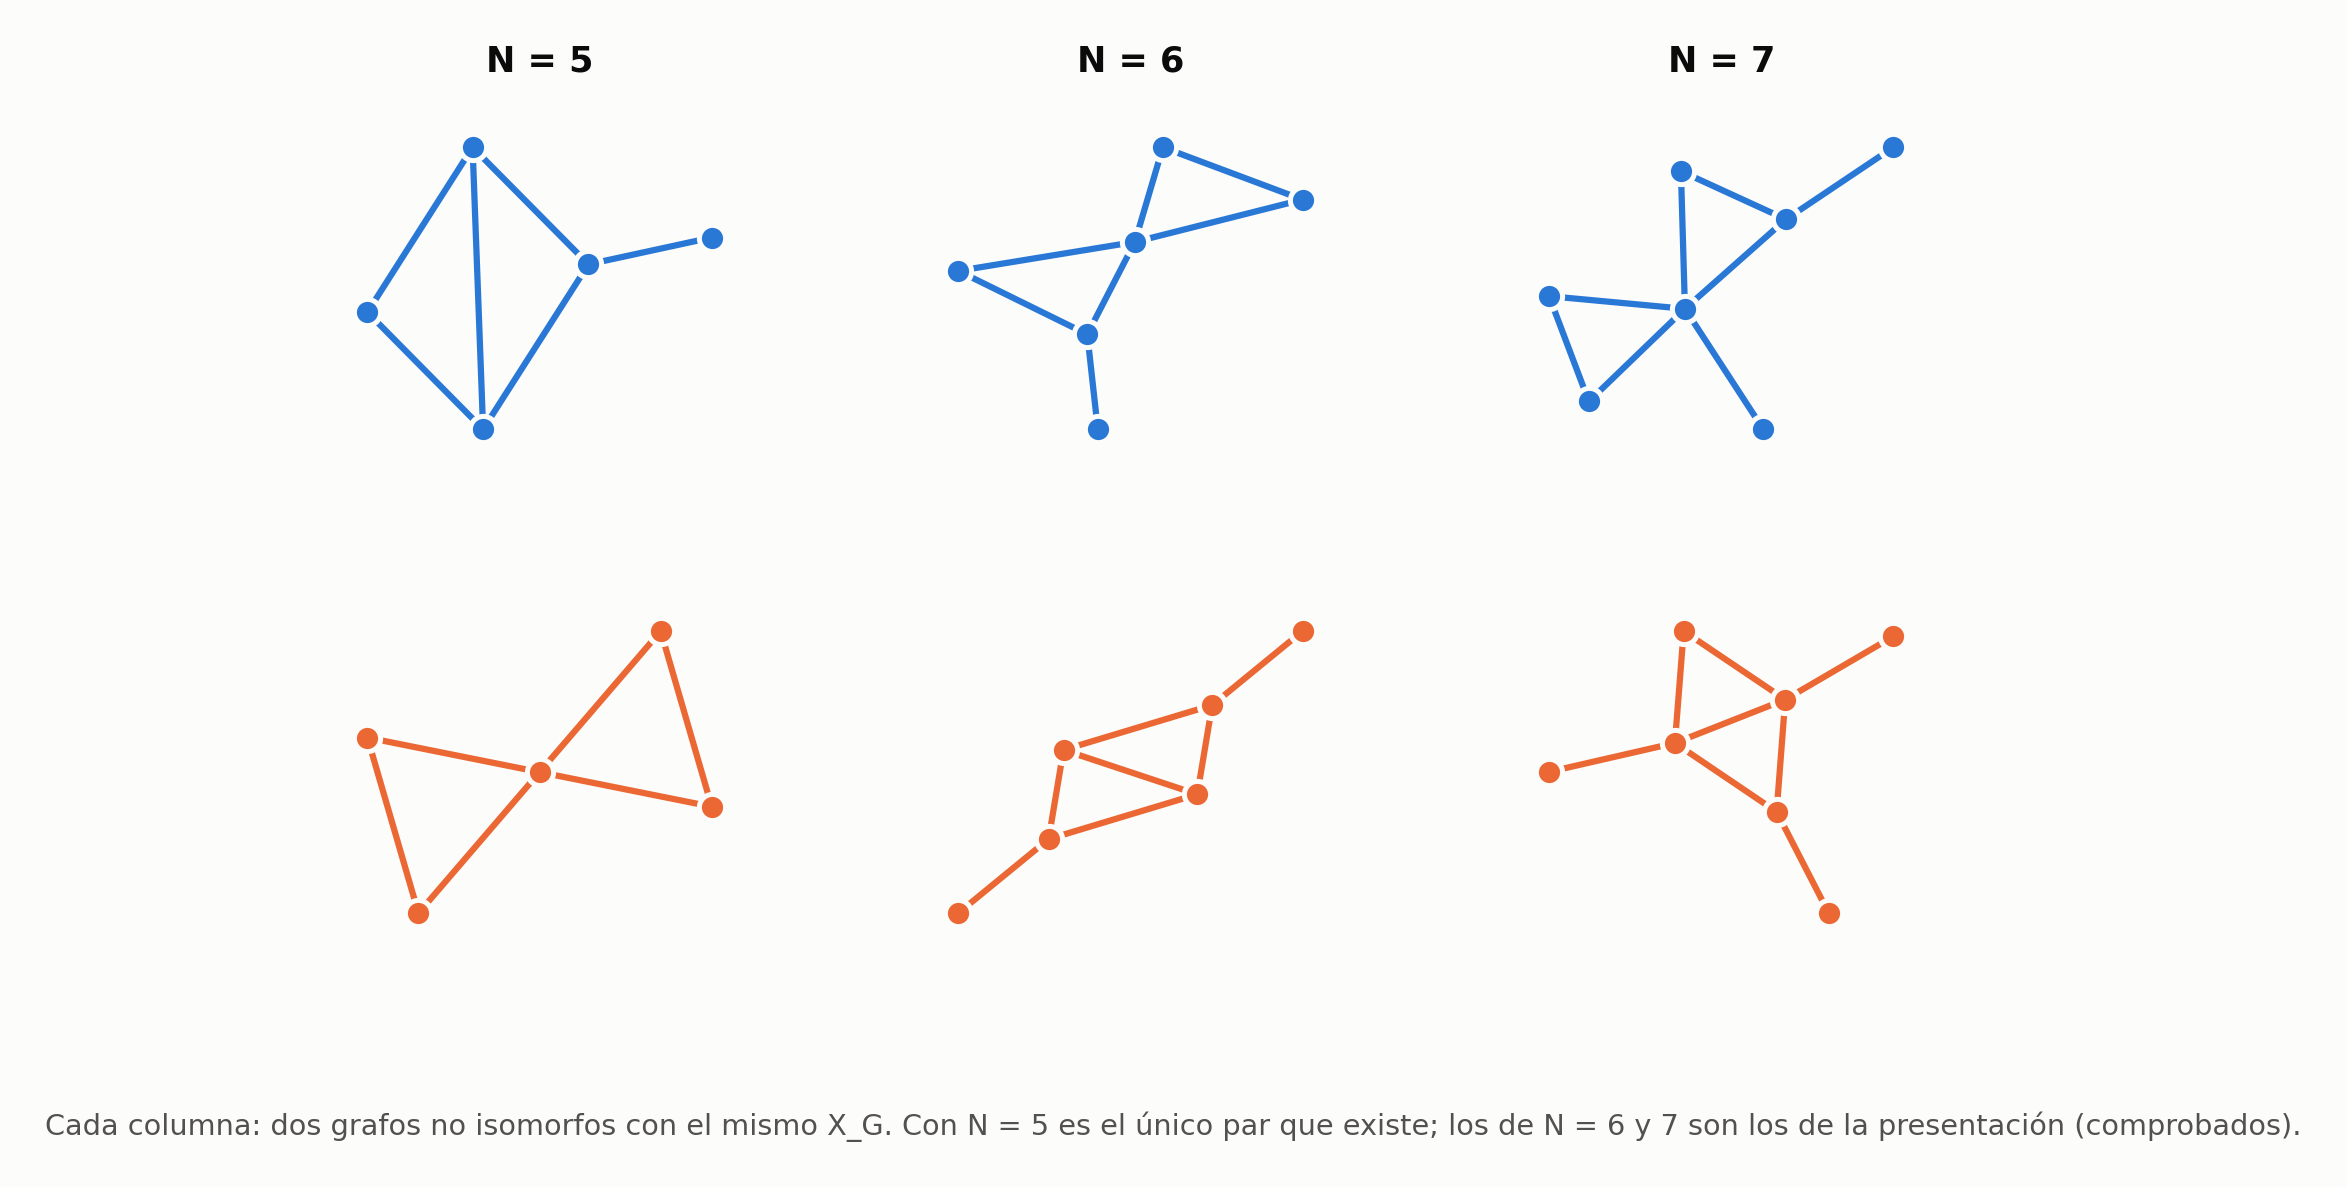 N = 5 N = 6 N = 7
Cada columna: dos grafos no isomorfos con el mismo X_G. Con N = 5 es el único par que existe; los de N = 6 y 7 son los de la presentación (comprobados).